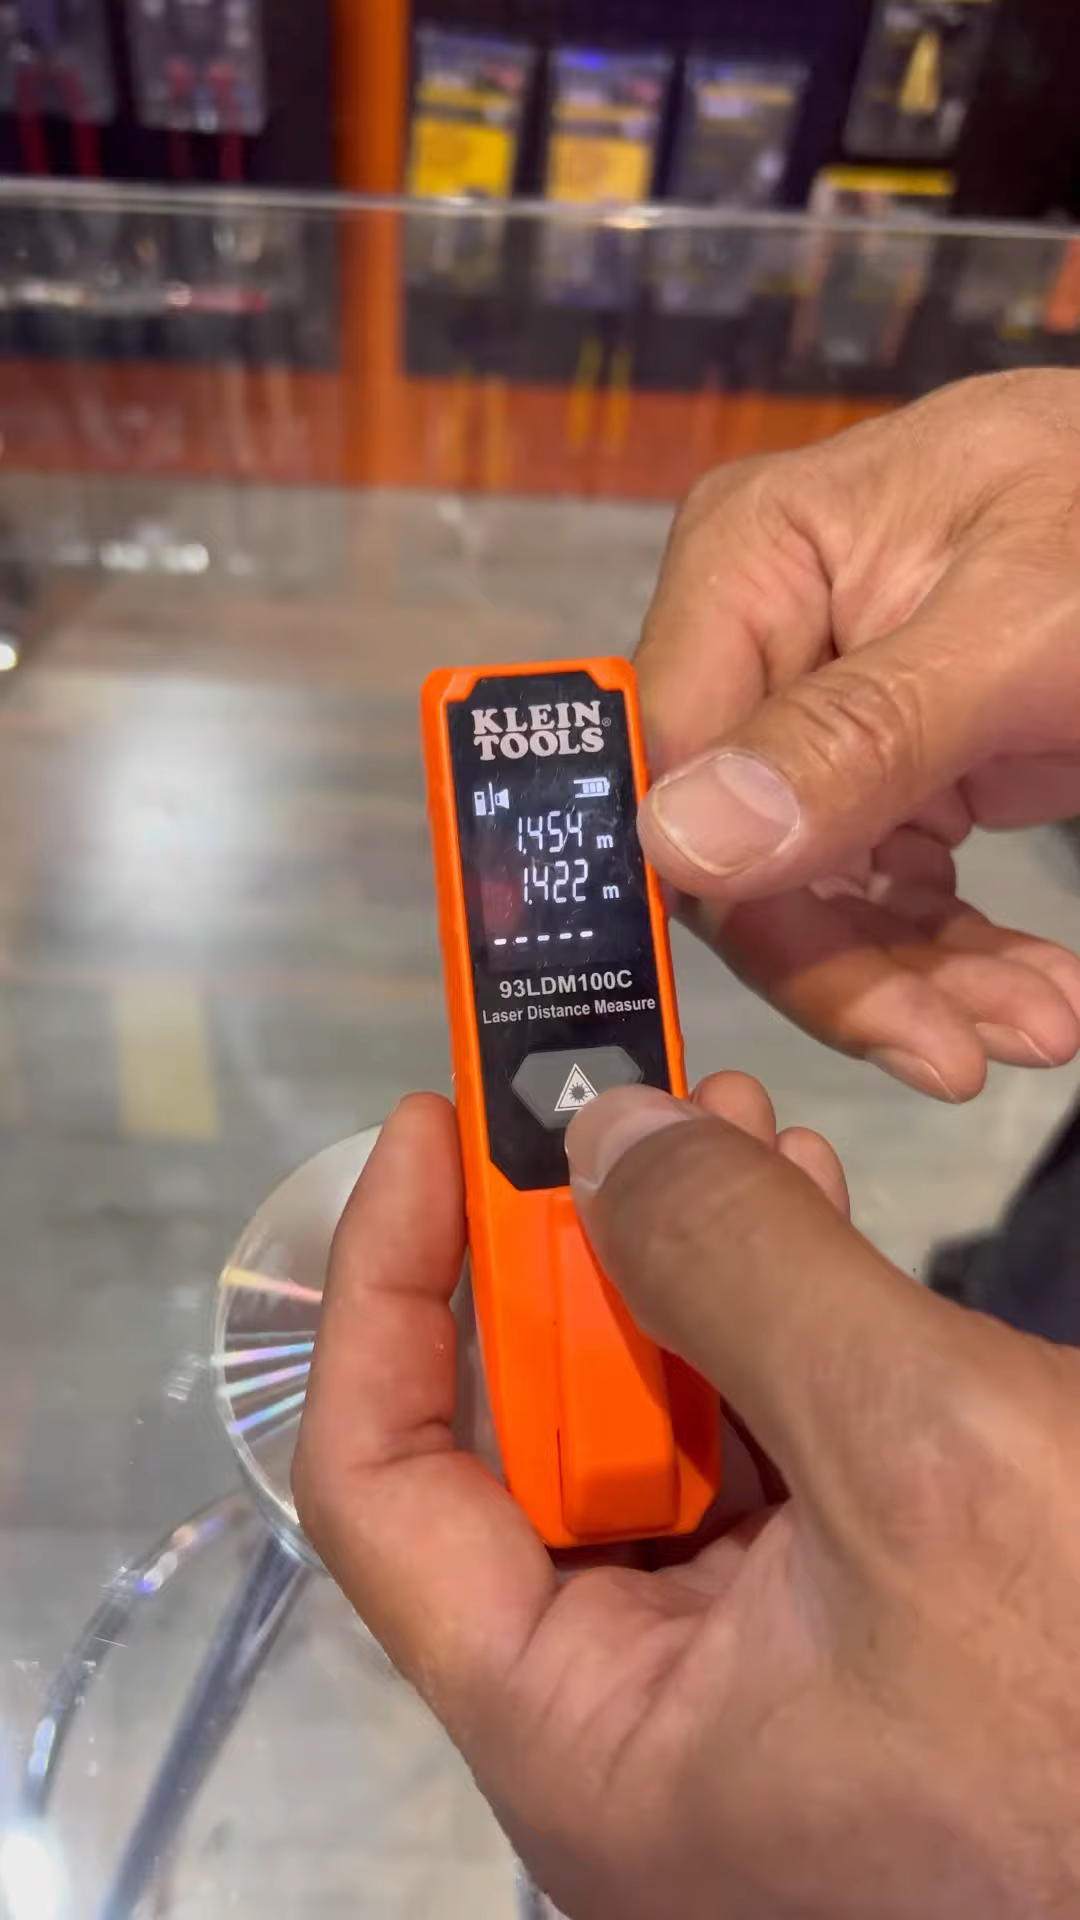 KLEIN
TOOLS®
1.454 m
1.422 m
-----
93LDM100C
Laser Distance Measure